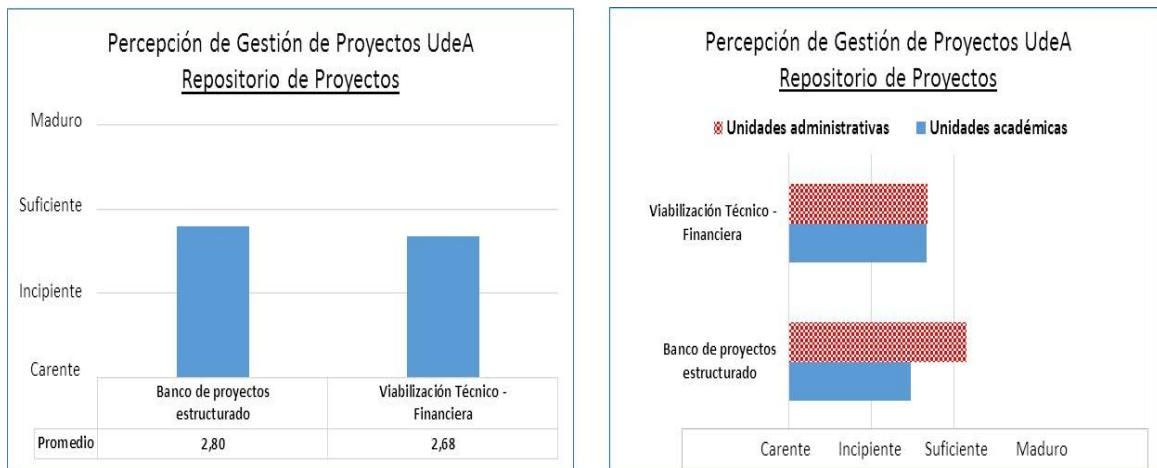 Percepción de Gestión de Proyectos UdeA
Repositorio de Proyectos
Maduro
Suficiente
Incipiente
Carente
Banco de proyectos
estructurado
Viabilización Técnico -
Financiera
Promedio 2,80 2,68
Percepción de Gestión de Proyectos UdeA
Repositorio de Proyectos
Unidades administrativas Unidades académicas
Viabilización Técnico -
Financiera
Banco de proyectos
estructurado
Carente Incipiente Suficiente Maduro